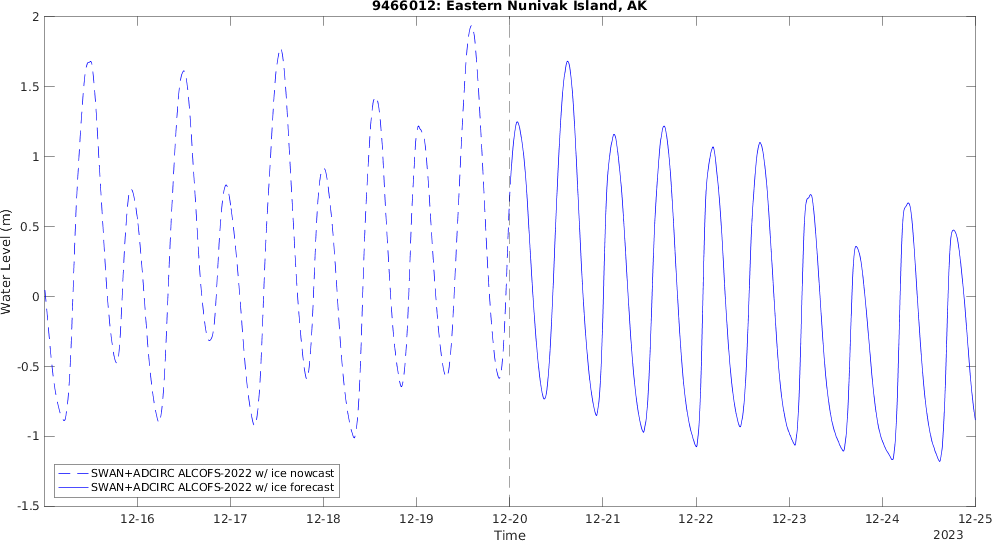 9466012: Eastern Nunivak Island, AK
2
1.5
1
0.5
0
-0.5
-1
-1.5
Water Level (m)
SWAN+ADCIRC ALCOFS-2022 w/ ice nowcast
SWAN+ADCIRC ALCOFS-2022 w/ ice forecast
12-16 12-17 12-18 12-19 12-20 12-21 12-22 12-23 12-24 12-25
Time
2023